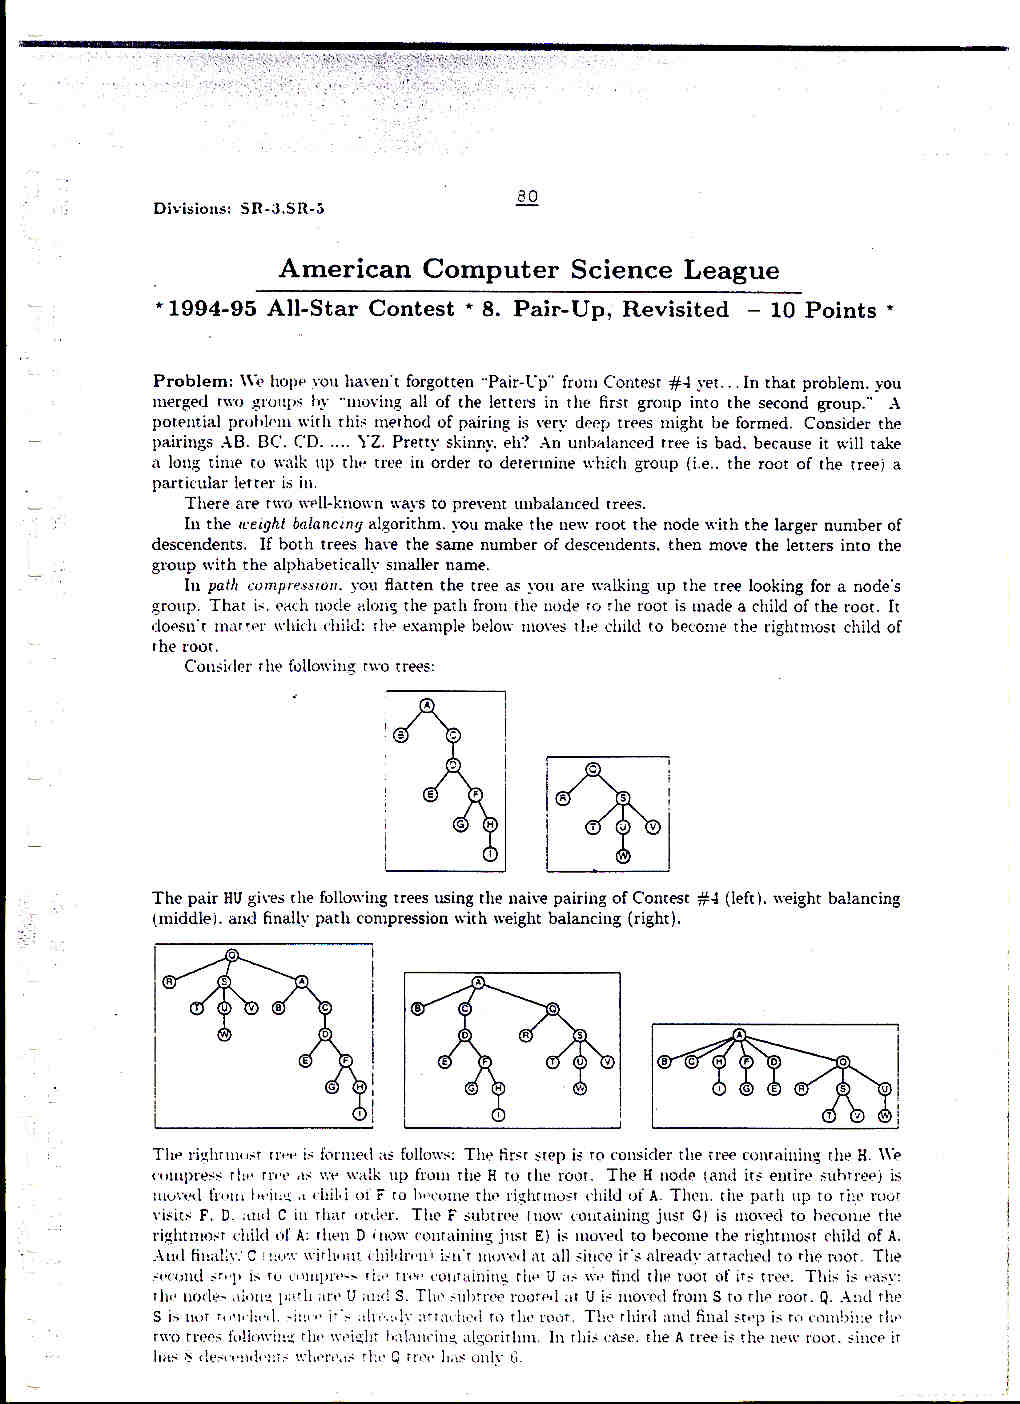 80
Divisions: SR-3,SR-5
American Computer Science League
* 1994-95 All-Star Contest * 8. Pair-Up, Revisited – 10 Points *
Problem: We hope you haven't forgotten "Pair-Up" from Contest #4 yet... In that problem, you
merged two groups by "moving all of the letters in the first group into the second group." A
potential problem with this method of pairing is very deep trees might be formed. Consider the
pairings AB, BC, CD, ..., YZ. Pretty skinny, eh? An unbalanced tree is bad, because it will take
a long time to walk up the tree in order to determine which group (i.e., the root of the tree) a
particular letter is in.
There are two well-known ways to prevent unbalanced trees.
In the weight balancing algorithm, you make the new root the node with the larger number of
descendents. If both trees have the same number of descendents, then move the letters into the
group with the alphabetically smaller name.
In path compression, you flatten the tree as you are walking up the tree looking for a node's
group. That is, each node along the path from the node to the root is made a child of the root. It
doesn't matter which child; the example below moves the child to become the rightmost child of
the root.
Consider the following two trees:
A
B C
D
E F
G H
I
Q
R S
T U V
W
The pair HU gives the following trees using the naive pairing of Contest #4 (left), weight balancing
(middle), and finally path compression with weight balancing (right).
Q
R S A
T U V B C
W D
E F
G H
I
A
B C Q
D R S
E F T U V
G H W
I
A
B C H F D Q
I G E R S U
T V W
The rightmost tree is formed as follows: The first step is to consider the tree containing the H. We
compress the tree as we walk up from the H to the root. The H node (and its entire subtree) is
moved from being a child of F to become the rightmost child of A. Then, the path up to the root
visits F, D, and C in that order. The F subtree (now containing just G) is moved to become the
rightmost child of A; then D (now containing just E) is moved to become the rightmost child of A.
And finally, C (now without children) isn't moved at all since it's already attached to the root. The
second step is to compress the tree containing the U as we find the root of its tree. This is easy:
the nodes along path are U and S. The subtree rooted at U is moved from S to the root, Q. And the
S is not touched, since it's already attached to the root. The third and final step is to combine the
two trees following the weight balancing algorithm. In this case, the A tree is the new root, since it
has 8 descendents whereas the Q tree has only 6.